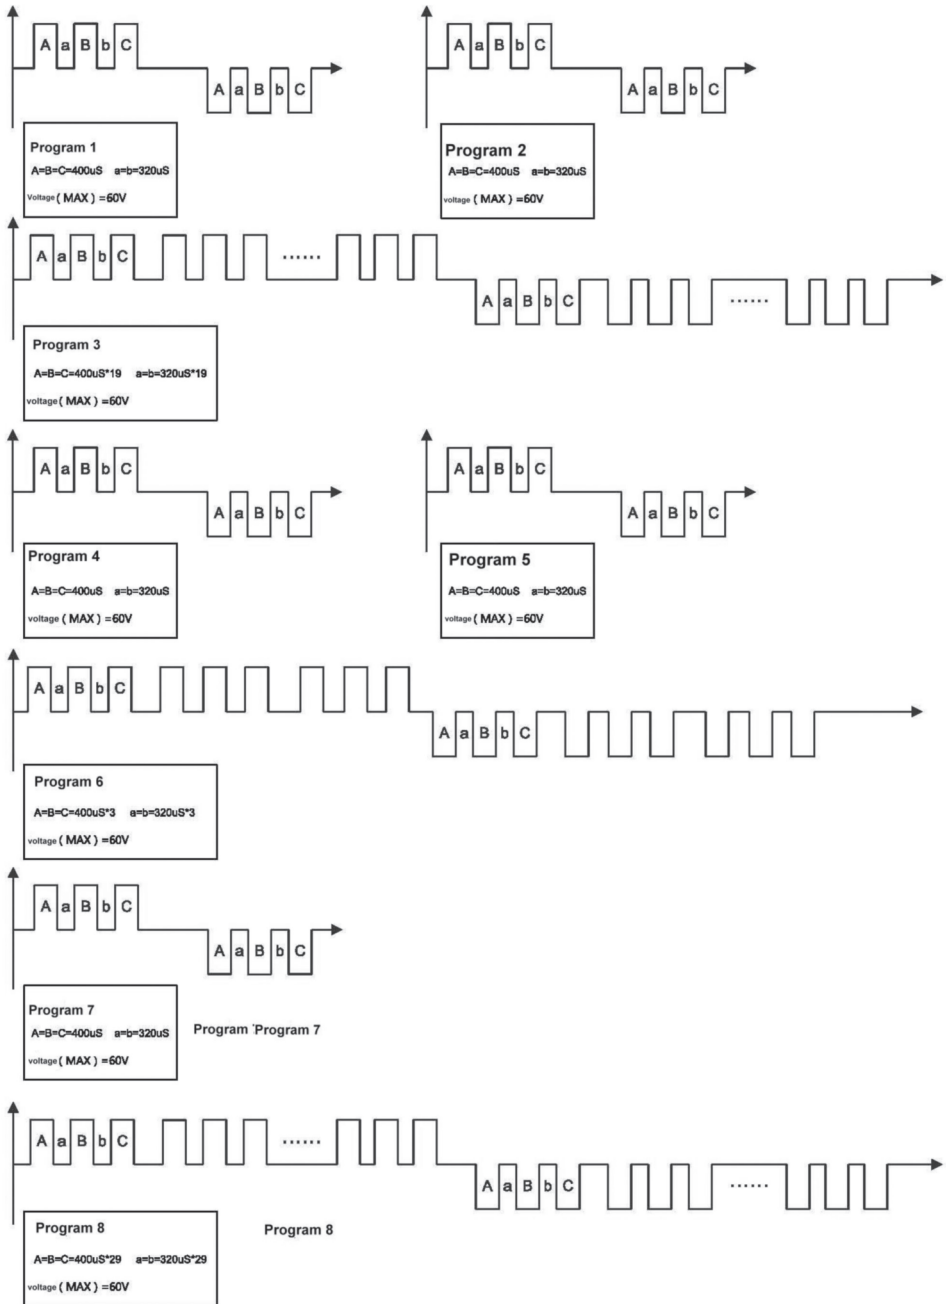 A a B b C
A a B b C
Program 1
A=B=C=400uS a=b=320uS
Voltage ( MAX ) =60V
A a B b C
A a B b C
Program 2
A=B=C=400uS a=b=320uS
voltage ( MAX ) =60V
A a B b C ······
A a B b C ······
Program 3
A=B=C=400uS*19 a=b=320uS*19
voltage ( MAX ) =60V
A a B b C
A a B b C
Program 4
A=B=C=400uS a=b=320uS
voltage ( MAX ) =60V
A a B b C
A a B b C
Program 5
A=B=C=400uS a=b=320uS
voltage ( MAX ) =60V
A a B b C
A a B b C
Program 6
A=B=C=400uS*3 a=b=320uS*3
voltage ( MAX ) =60V
A a B b C
A a B b C
Program 7
A=B=C=400uS a=b=320uS
voltage ( MAX ) =60V
Program Program 7
A a B b C ······
A a B b C ······
Program 8
A=B=C=400uS*29 a=b=320uS*29
voltage ( MAX ) =60V
Program 8